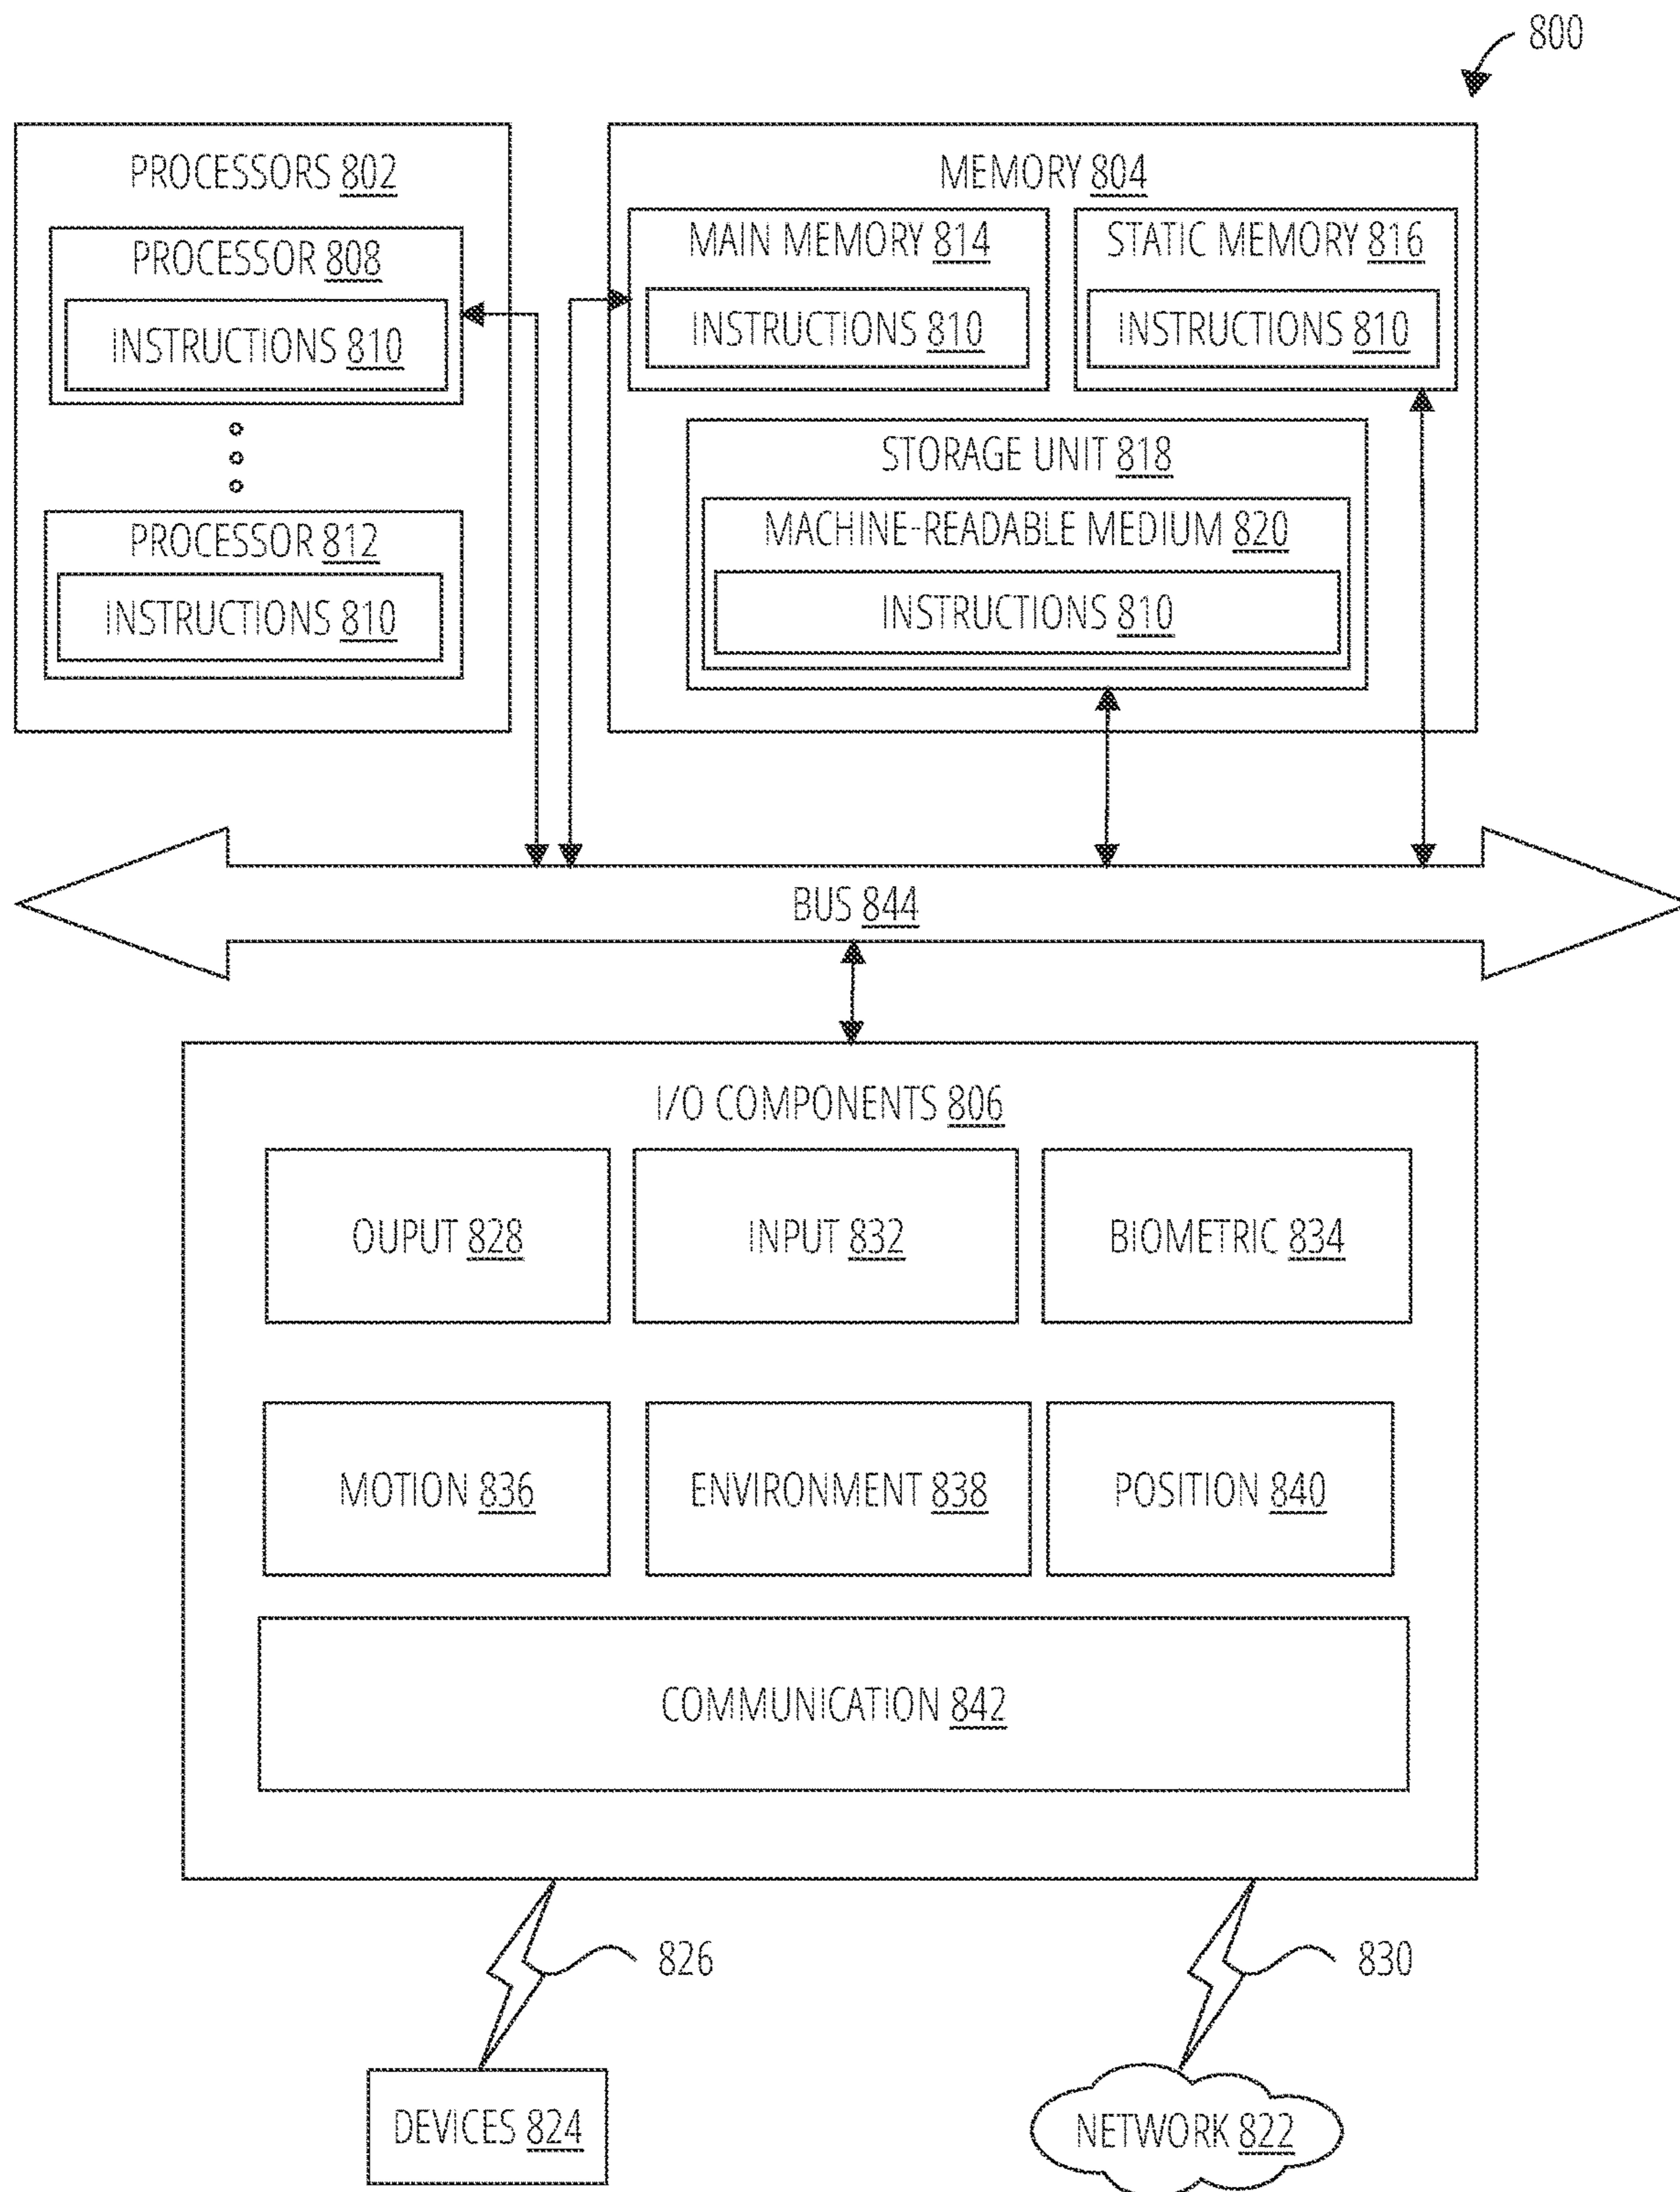 800
PROCESSORS 802
PROCESSOR 808
INSTRUCTIONS 810
PROCESSOR 812
INSTRUCTIONS 810
MEMORY 804
MAIN MEMORY 814
INSTRUCTIONS 810
STATIC MEMORY 816
INSTRUCTIONS 810
STORAGE UNIT 818
MACHINE-READABLE MEDIUM 820
INSTRUCTIONS 810
BUS 844
I/O COMPONENTS 806
OUPUT 828
INPUT 832
BIOMETRIC 834
MOTION 836
ENVIRONMENT 838
POSITION 840
COMMUNICATION 842
826
830
DEVICES 824
NETWORK 822